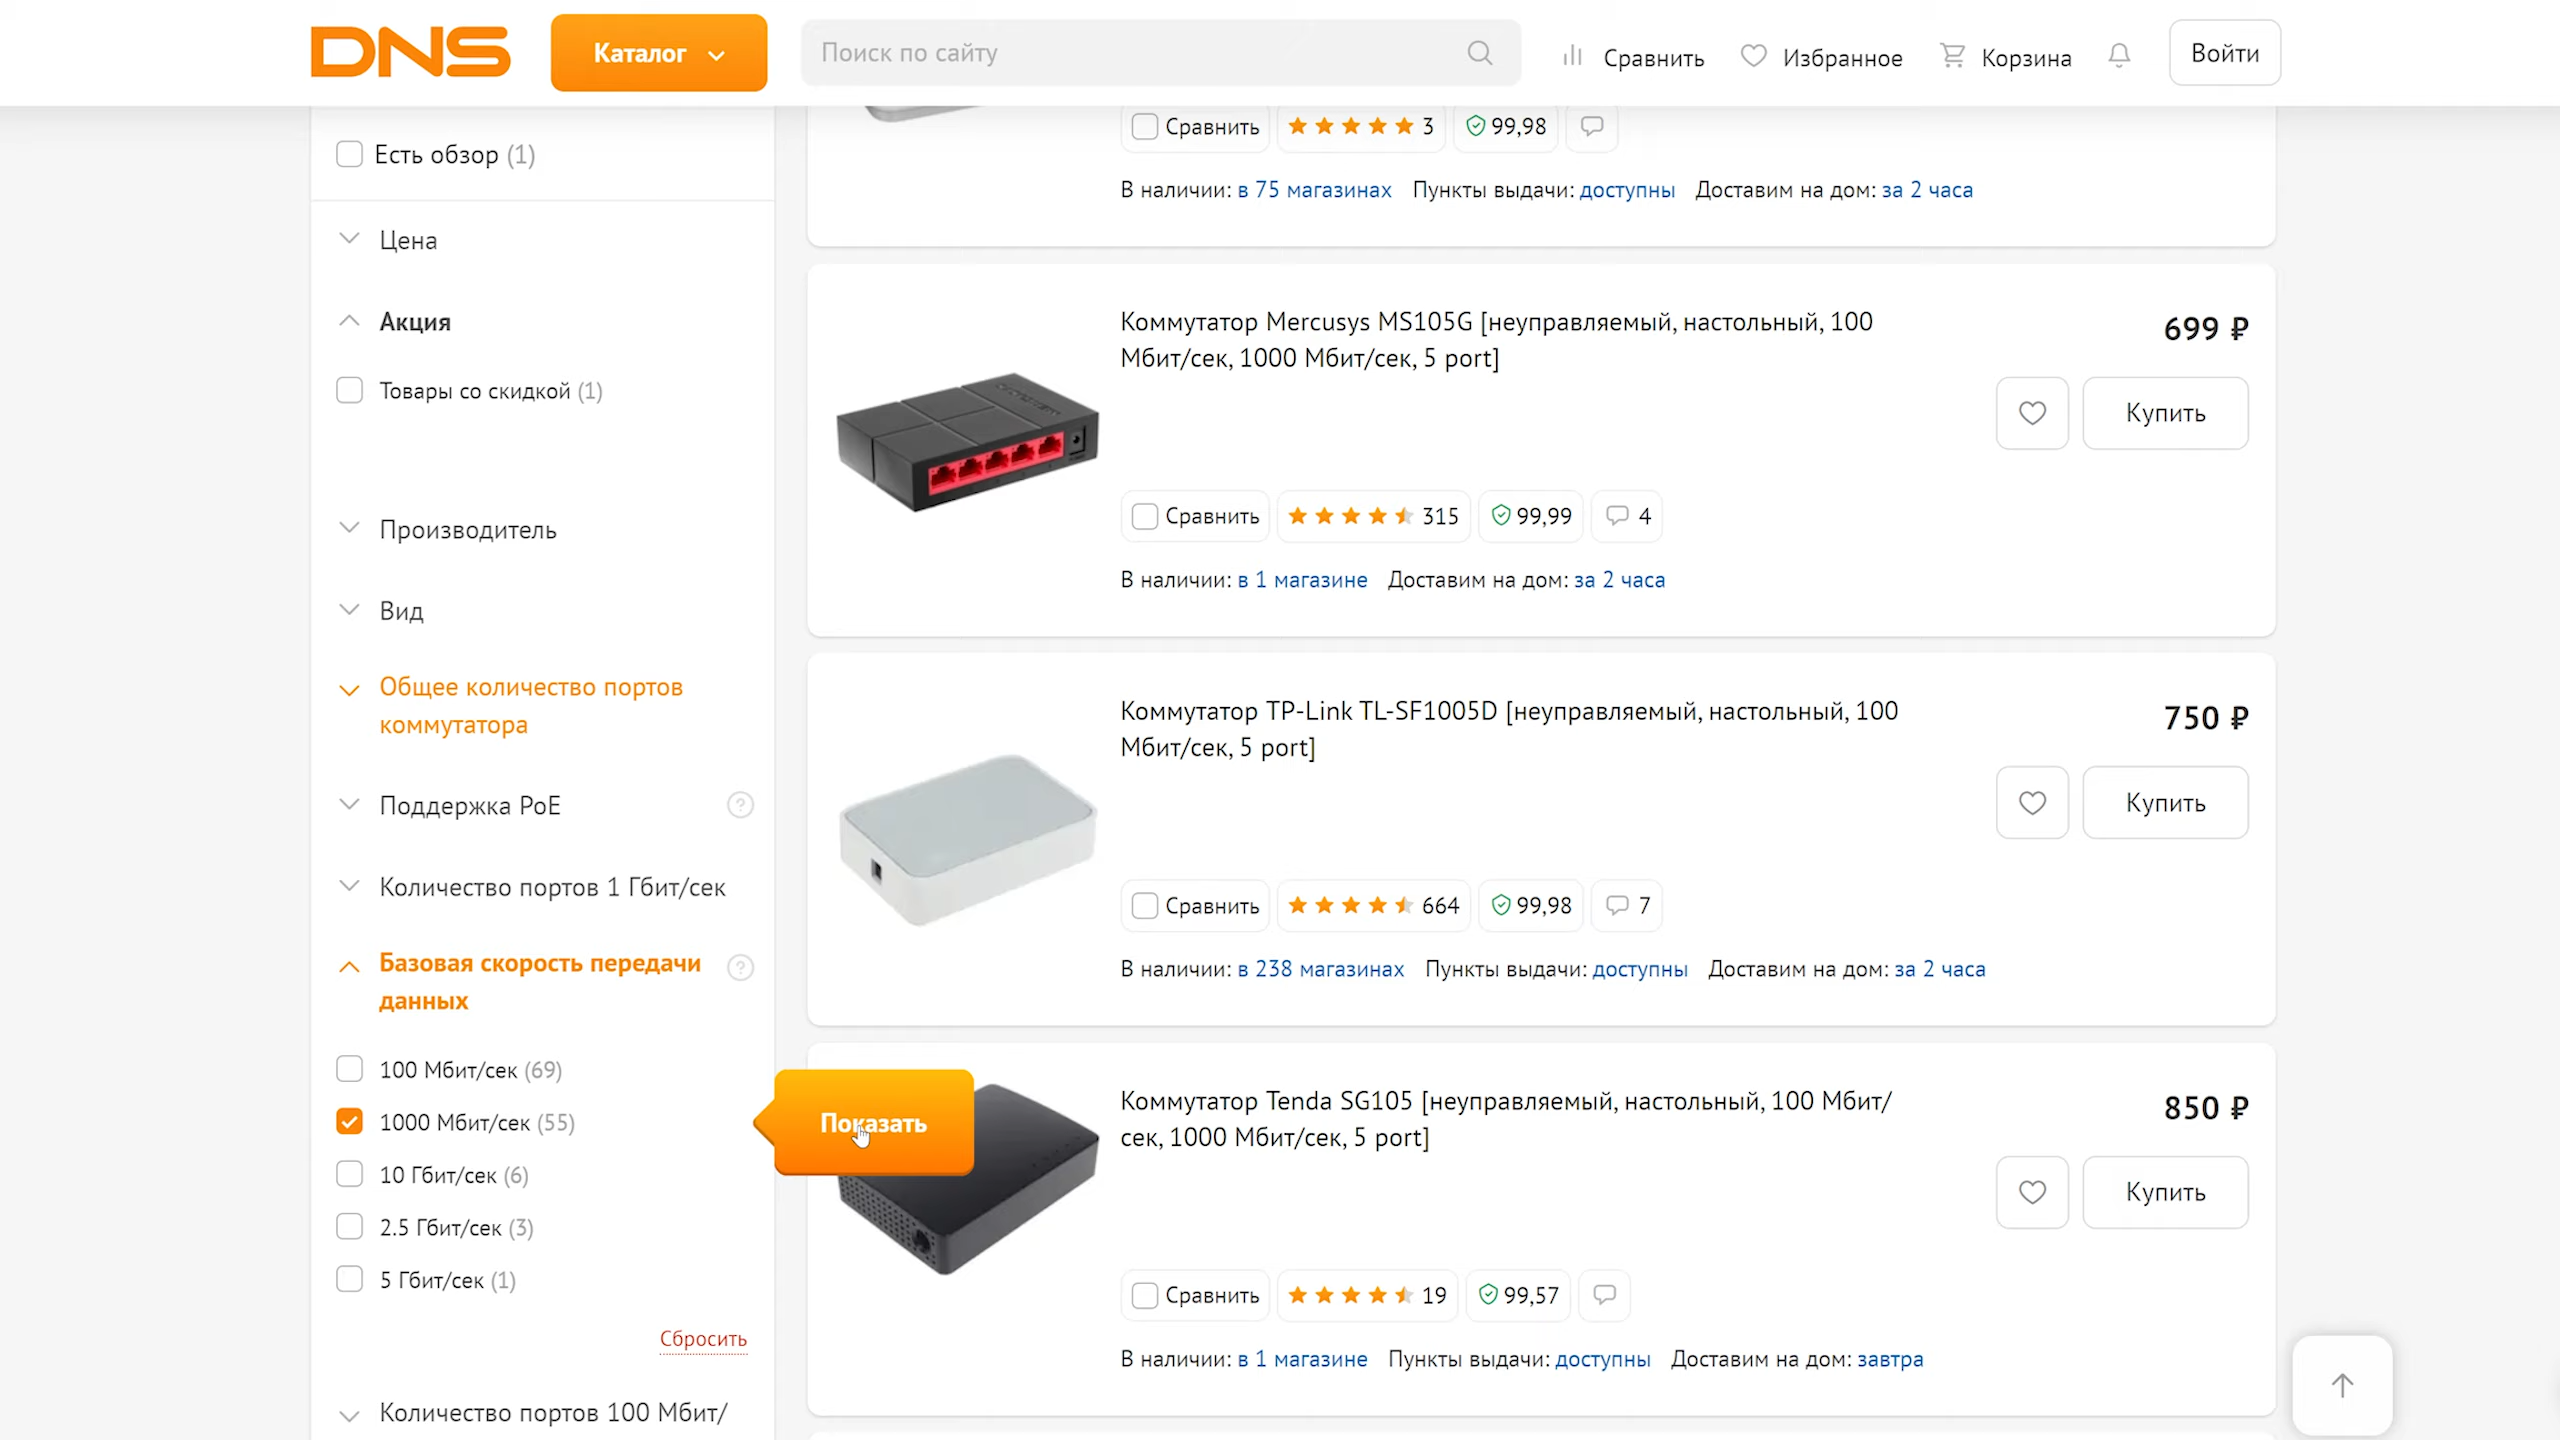 DNS
Каталог
Поиск по сайту
Сравнить
Избранное
Корзина
Войти
Есть обзор (1)
Цена
Акция
Товары со скидкой (1)
Производитель
Вид
Общее количество портов
коммутатора
Поддержка PoE
?
Количество портов 1 Гбит/сек
Базовая скорость передачи
данных
?
100 Мбит/сек (69)
1000 Мбит/сек (55)
10 Гбит/сек (6)
2.5 Гбит/сек (3)
5 Гбит/сек (1)
Сбросить
Количество портов 100 Мбит/
Показать
Сравнить
3
99,98
В наличии: в 75 магазинах Пункты выдачи: доступны Доставим на дом: за 2 часа
Коммутатор Mercusys MS105G [неуправляемый, настольный, 100
Мбит/сек, 1000 Мбит/сек, 5 port]
699 ₽
Купить
Сравнить
315
99,99
4
В наличии: в 1 магазине Доставим на дом: за 2 часа
Коммутатор TP-Link TL-SF1005D [неуправляемый, настольный, 100
Мбит/сек, 5 port]
750 ₽
Купить
Сравнить
664
99,98
7
В наличии: в 238 магазинах Пункты выдачи: доступны Доставим на дом: за 2 часа
Коммутатор Tenda SG105 [неуправляемый, настольный, 100 Мбит/
сек, 1000 Мбит/сек, 5 port]
850 ₽
Купить
Сравнить
19
99,57
В наличии: в 1 магазине Пункты выдачи: доступны Доставим на дом: завтра